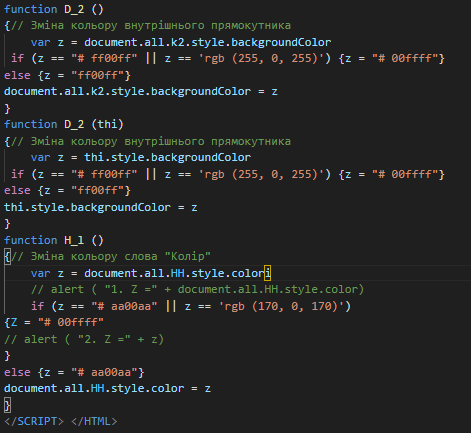 function D_2 ()
{// Зміна кольору внутрішнього прямокутника
var z = document.all.k2.style.backgroundColor
if (z == "# ff00ff" || z == 'rgb (255, 0, 255)') {z = "# 00ffff"}
else {z = "ff00ff"}
document.all.k2.style.backgroundColor = z
}
function D_2 (thi)
{// Зміна кольору внутрішнього прямокутника
var z = thi.style.backgroundColor
if (z == "# ff00ff" || z == 'rgb (255, 0, 255)') {z = "# 00ffff"}
else {z = "ff00ff"}
thi.style.backgroundColor = z
}
function H_l ()
{// Зміна кольору слова "Колір"
var z = document.all.HH.style.colori
// alert ( "1. Z =" + document.all.HH.style.color)
if (z == "# aa00aa" || z == 'rgb (170, 0, 170)')
{Z = "# 00ffff"
// alert ( "2. Z =" + z)
}
else {z = "# aa00aa"}
document.all.HH.style.color = z
}
</SCRIPT> </HTML>